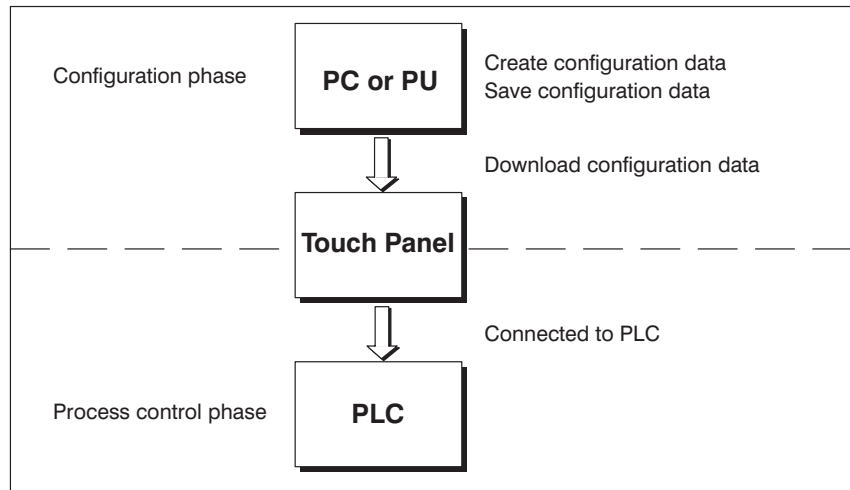 Configuration phase
PC or PU
Create configuration data
Save configuration data
Download configuration data
Touch Panel
Connected to PLC
Process control phase
PLC